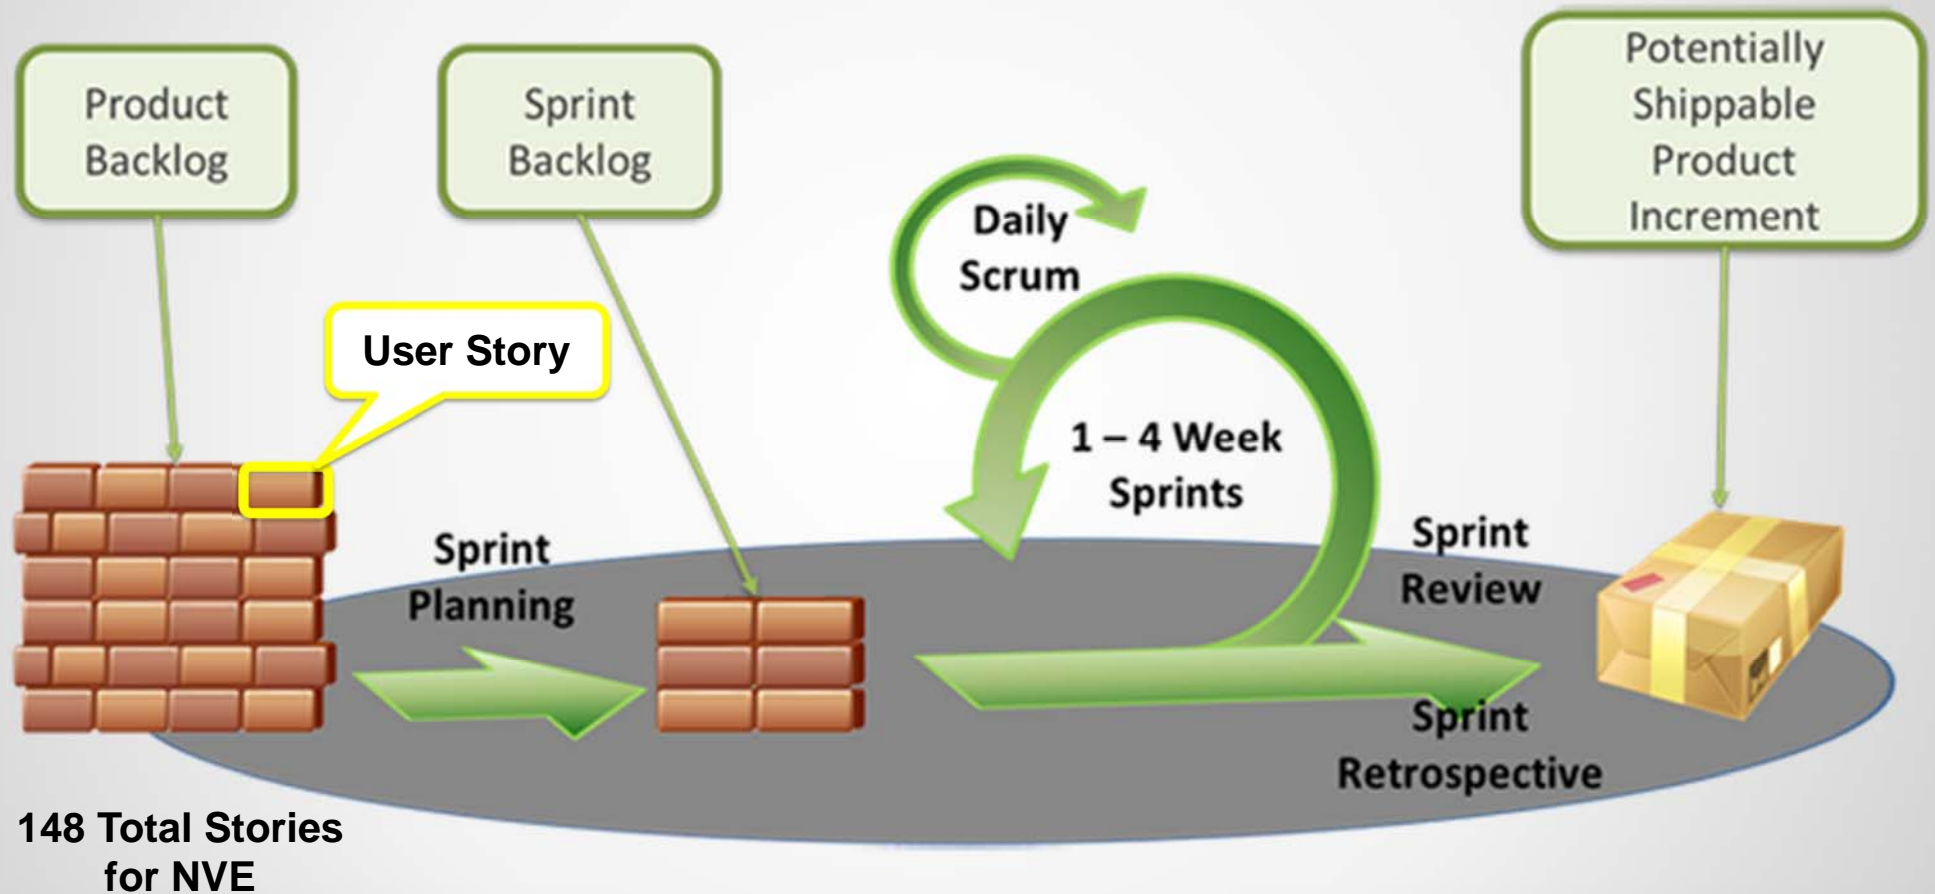 Product
Backlog
Sprint
Backlog
Potentially
Shippable
Product
Increment
Daily
Scrum
User Story
1 – 4 Week
Sprints
Sprint
Planning
Sprint
Review
Sprint
Retrospective
148 Total Stories
for NVE